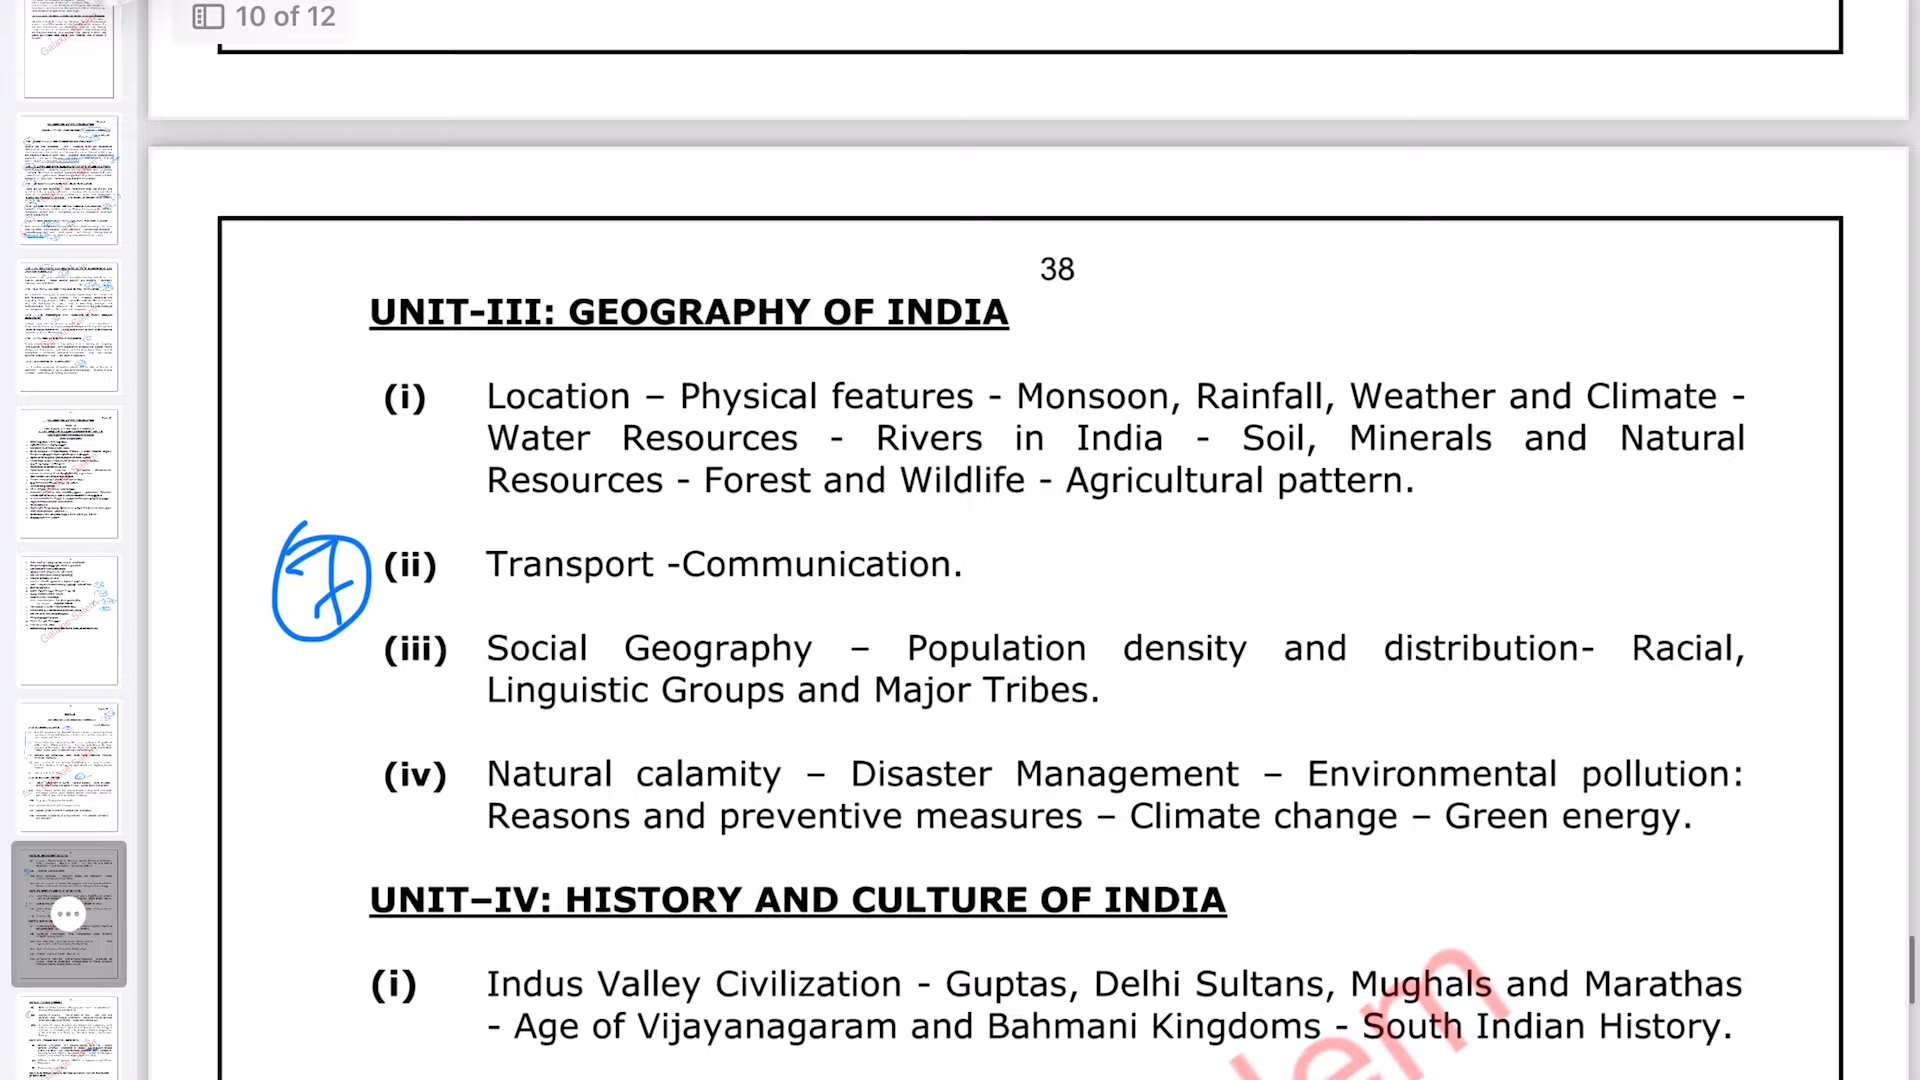 10 of 12
38
UNIT-III: GEOGRAPHY OF INDIA
(i) Location – Physical features - Monsoon, Rainfall, Weather and Climate -
Water Resources - Rivers in India - Soil, Minerals and Natural
Resources - Forest and Wildlife - Agricultural pattern.
(ii) Transport -Communication.
(iii) Social Geography – Population density and distribution- Racial,
Linguistic Groups and Major Tribes.
(iv) Natural calamity – Disaster Management – Environmental pollution:
Reasons and preventive measures – Climate change – Green energy.
UNIT–IV: HISTORY AND CULTURE OF INDIA
(i) Indus Valley Civilization - Guptas, Delhi Sultans, Mughals and Marathas
- Age of Vijayanagaram and Bahmani Kingdoms - South Indian History.